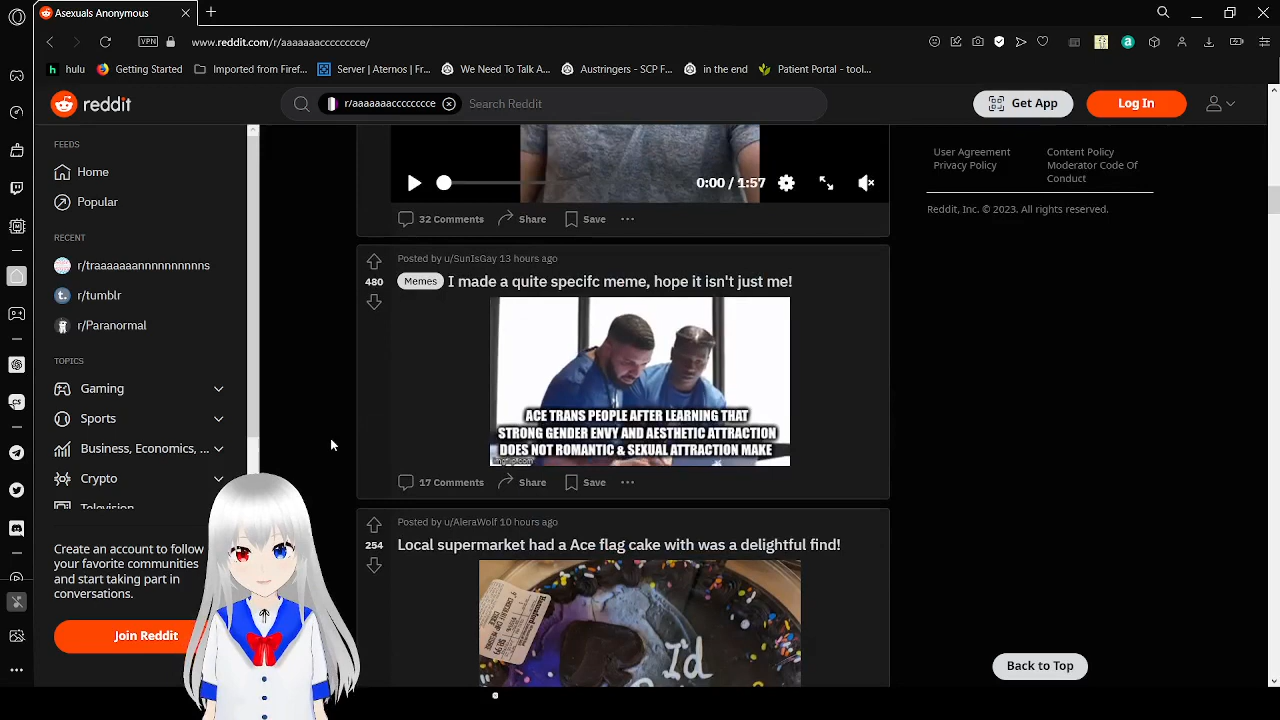 Asexuals Anonymous
VPN
www.reddit.com/r/aaaaaaacccccccce/
h hulu
Getting Started
Imported from Firef...
Server | Aternos | Fr...
We Need To Talk A...
Austringers - SCP F...
in the end
Patient Portal - tool...
reddit
r/aaaaaaacccccccce
Search Reddit
Get App
Log In
FEEDS
Home
Popular
RECENT
r/traaaaaaannnnnnnnns
r/tumblr
r/Paranormal
TOPICS
Gaming
Sports
Business, Economics, ...
Crypto
Television
Create an account to follow
your favorite communities
and start taking part in
conversations.
Join Reddit
0:00 / 1:57
32 Comments
Share
Save
Posted by u/SunIsGay 13 hours ago
480
Memes I made a quite specifc meme, hope it isn't just me!
ACE TRANS PEOPLE AFTER LEARNING THAT
STRONG GENDER ENVY AND AESTHETIC ATTRACTION
DOES NOT ROMANTIC & SEXUAL ATTRACTION MAKE
imgflip.com
17 Comments
Share
Save
Posted by u/AleraWolf 10 hours ago
254
Local supermarket had a Ace flag cake with was a delightful find!
I'd
User Agreement
Privacy Policy
Content Policy
Moderator Code Of
Conduct
Reddit, Inc. © 2023. All rights reserved.
Back to Top